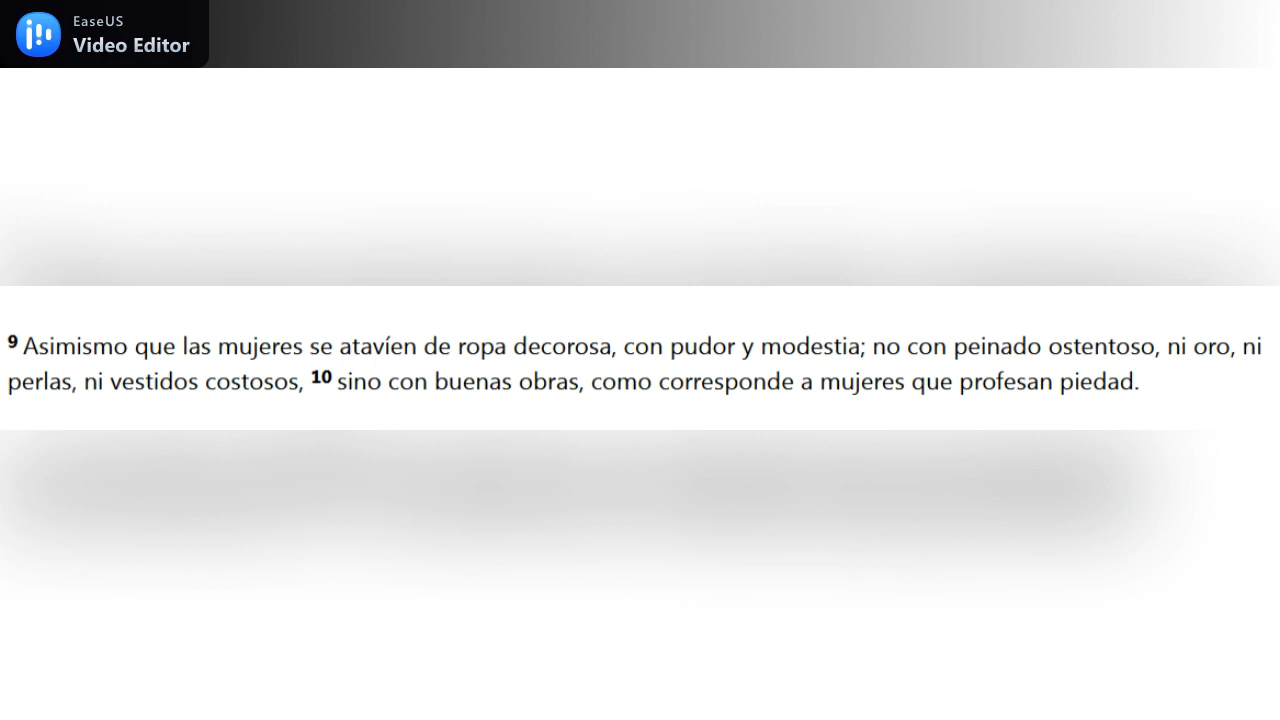 EaseUS
Video Editor
9 Asimismo que las mujeres se atavíen de ropa decorosa, con pudor y modestia; no con peinado ostentoso, ni oro, ni
perlas, ni vestidos costosos, 10 sino con buenas obras, como corresponde a mujeres que profesan piedad.